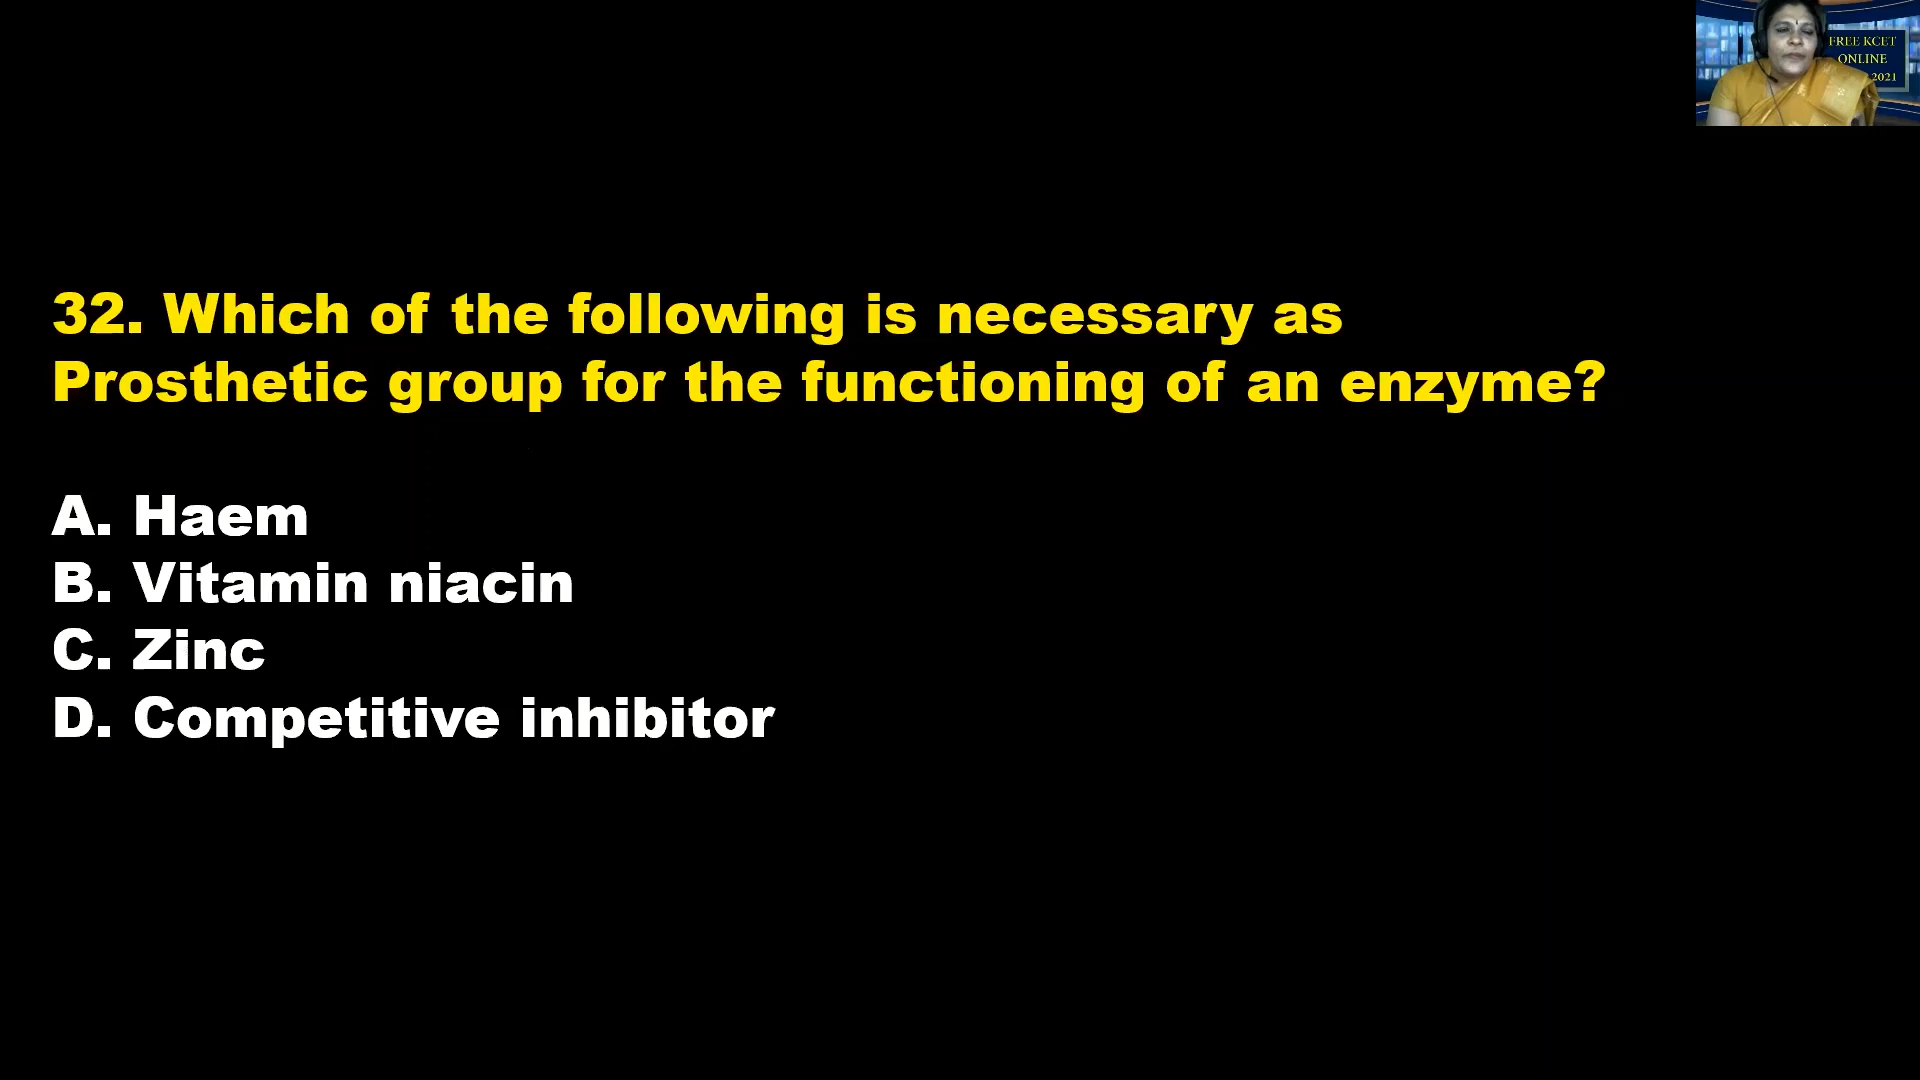 FREE KCET
ONLINE
2021
32. Which of the following is necessary as
Prosthetic group for the functioning of an enzyme?
A. Haem
B. Vitamin niacin
C. Zinc
D. Competitive inhibitor